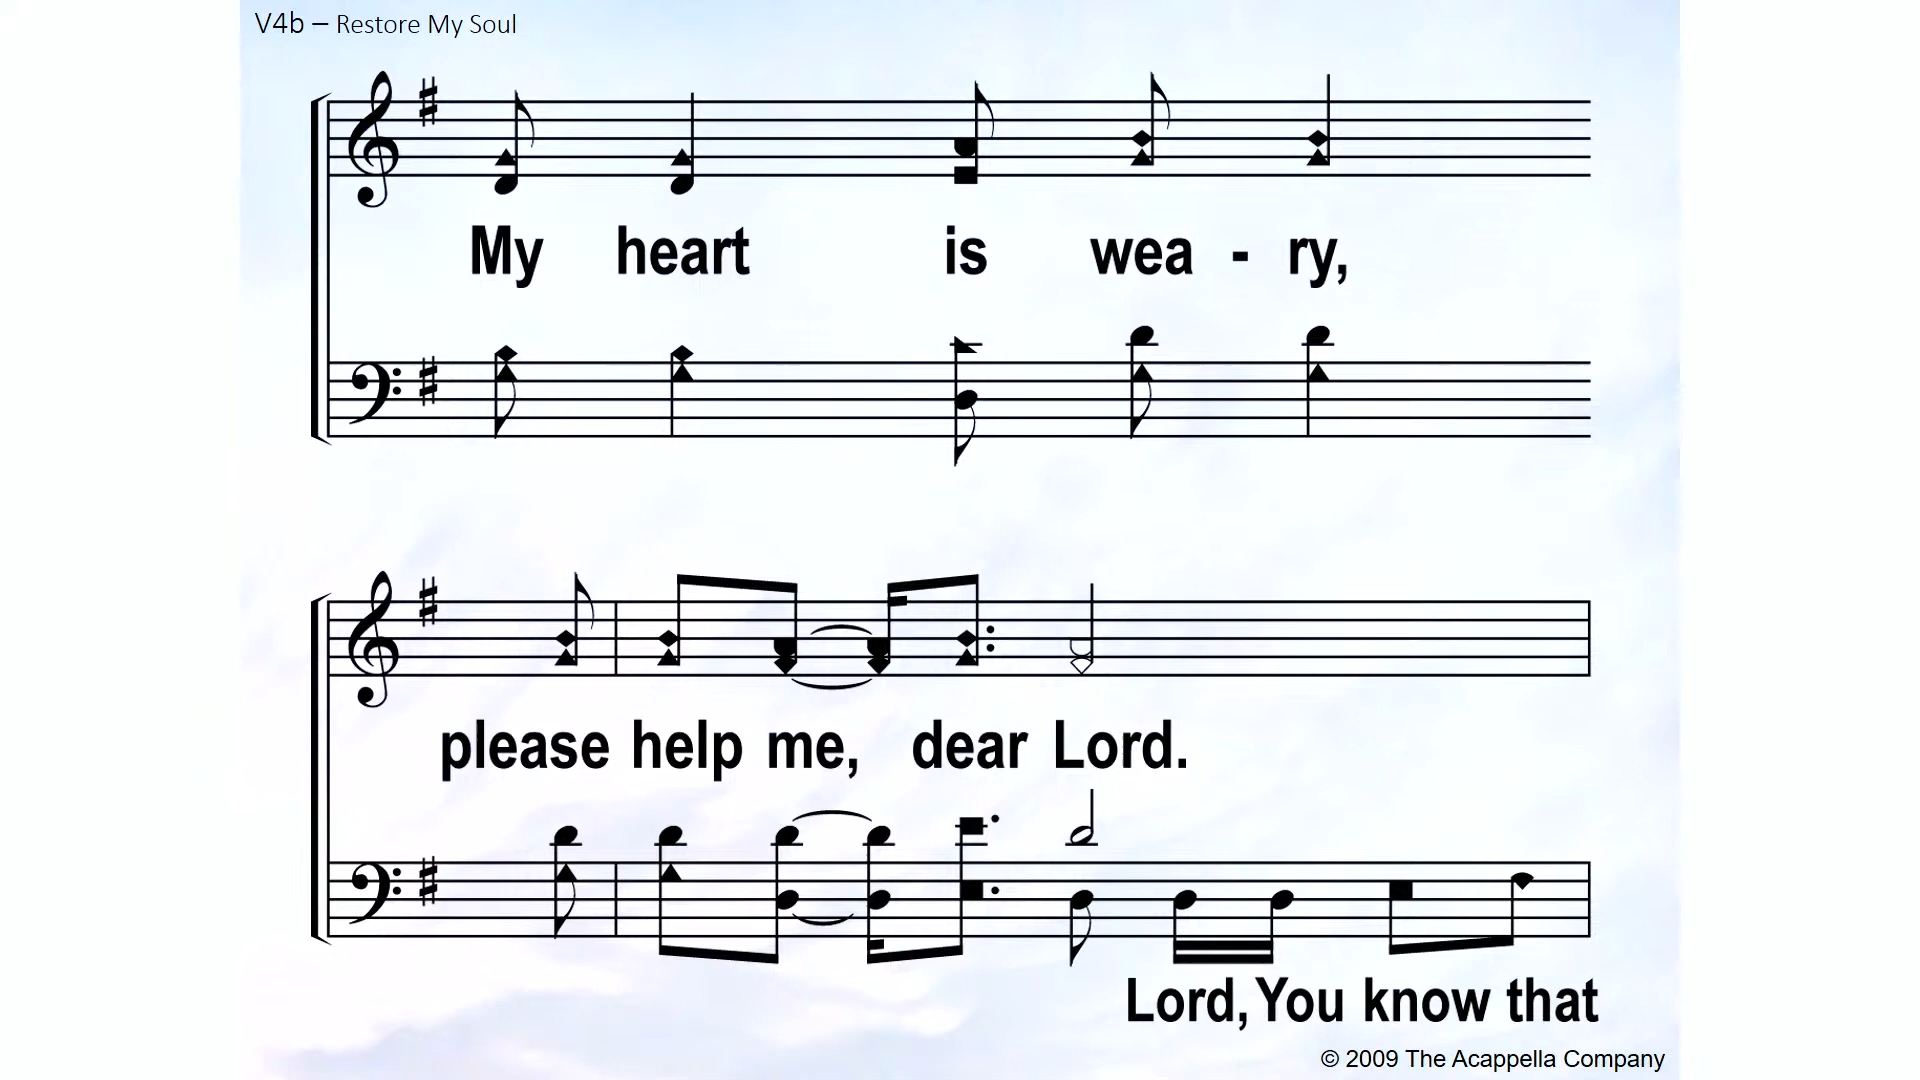 V4b – Restore My Soul
My heart is wea - ry,
please help me, dear Lord.
Lord, You know that
© 2009 The Acappella Company